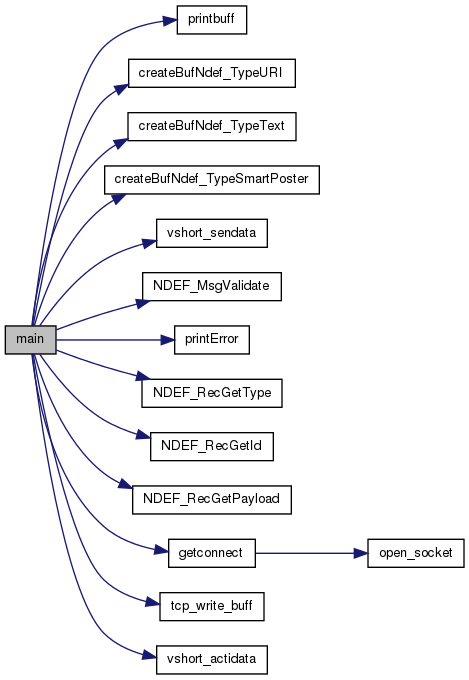 printbuff
createBufNdef_TypeURI
createBufNdef_TypeText
createBufNdef_TypeSmartPoster
vshort_sendata
NDEF_MsgValidate
main
printError
NDEF_RecGetType
NDEF_RecGetId
NDEF_RecGetPayload
getconnect
open_socket
tcp_write_buff
vshort_actidata